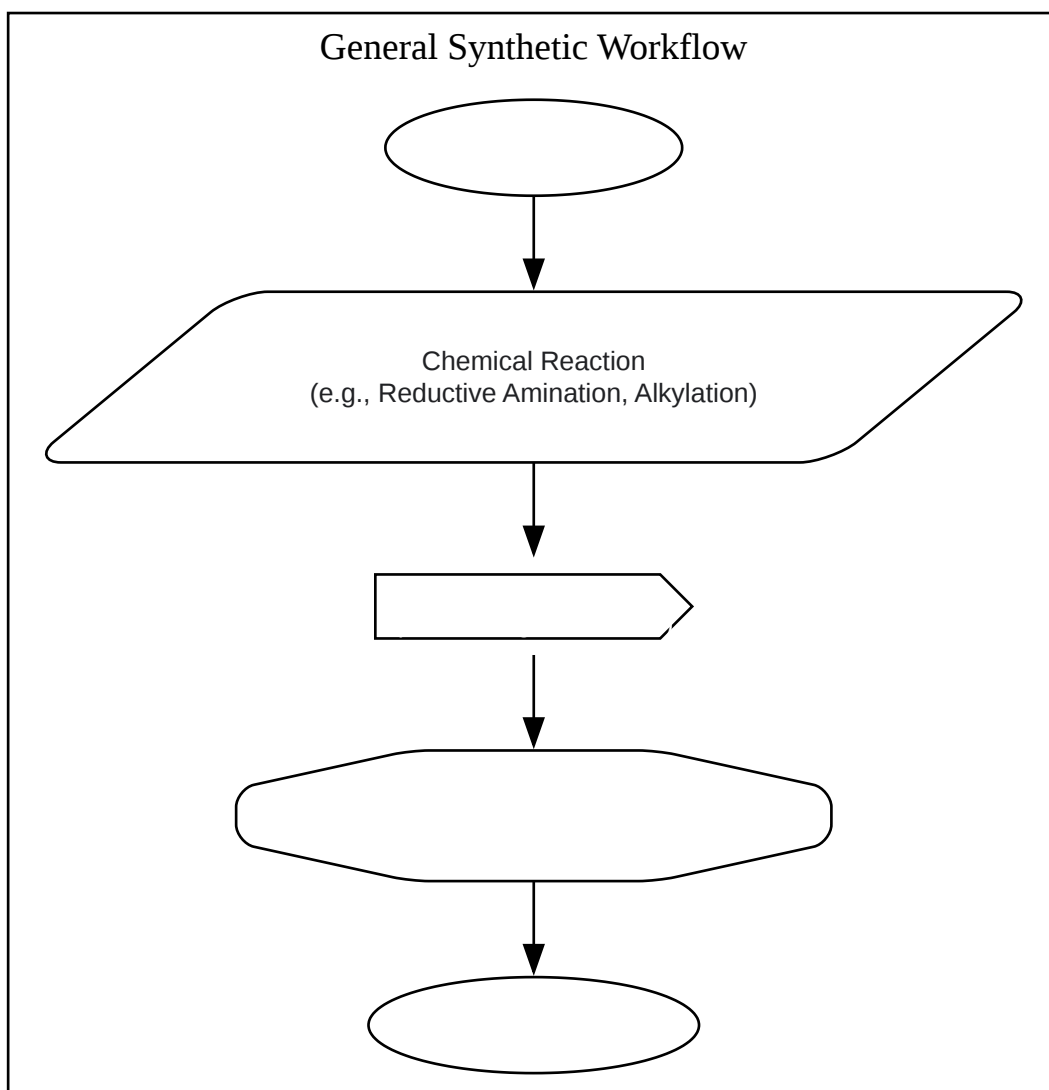 General Synthetic Workflow
Chemical Reaction
(e.g., Reductive Amination, Alkylation)